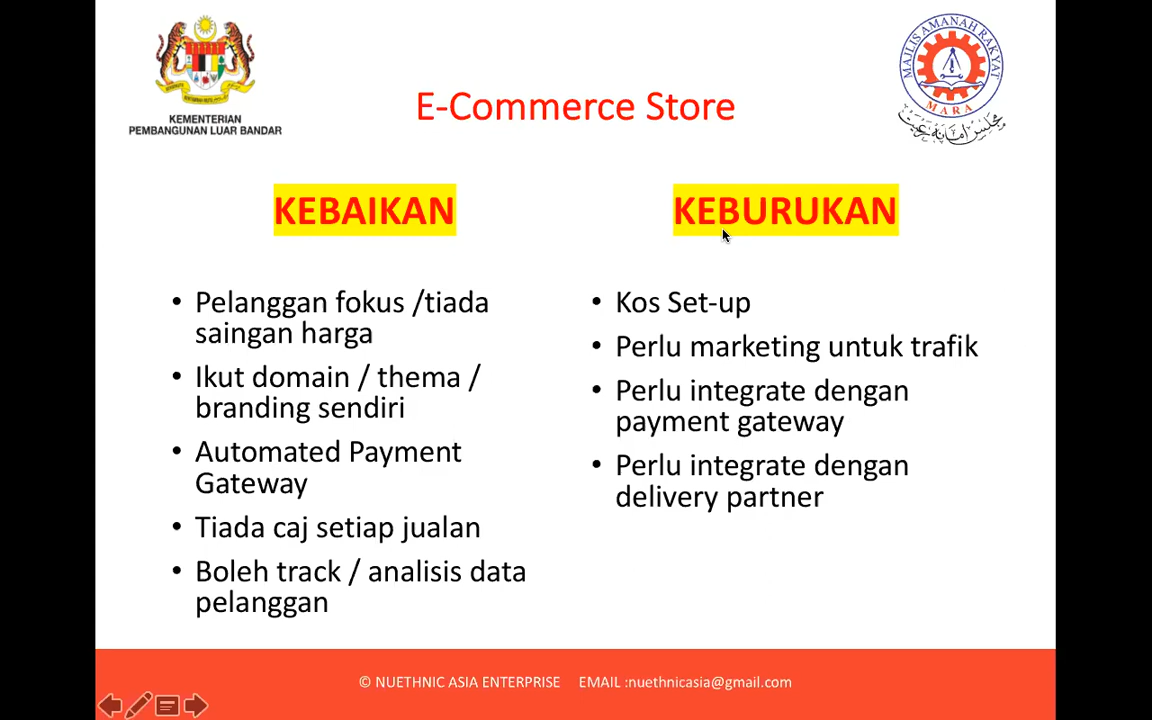 KEMENTERIAN
PEMBANGUNAN LUAR BANDAR
MAJLIS AMANAH RAKYAT
MARA
مجلس امانه رعيت
E-Commerce Store
KEBAIKAN
• Pelanggan fokus /tiada
saingan harga
• Ikut domain / thema /
branding sendiri
• Automated Payment
Gateway
• Tiada caj setiap jualan
• Boleh track / analisis data
pelanggan
KEBURUKAN
• Kos Set-up
• Perlu marketing untuk trafik
• Perlu integrate dengan
payment gateway
• Perlu integrate dengan
delivery partner
© NUETHNIC ASIA ENTERPRISE EMAIL :nuethnicasia@gmail.com